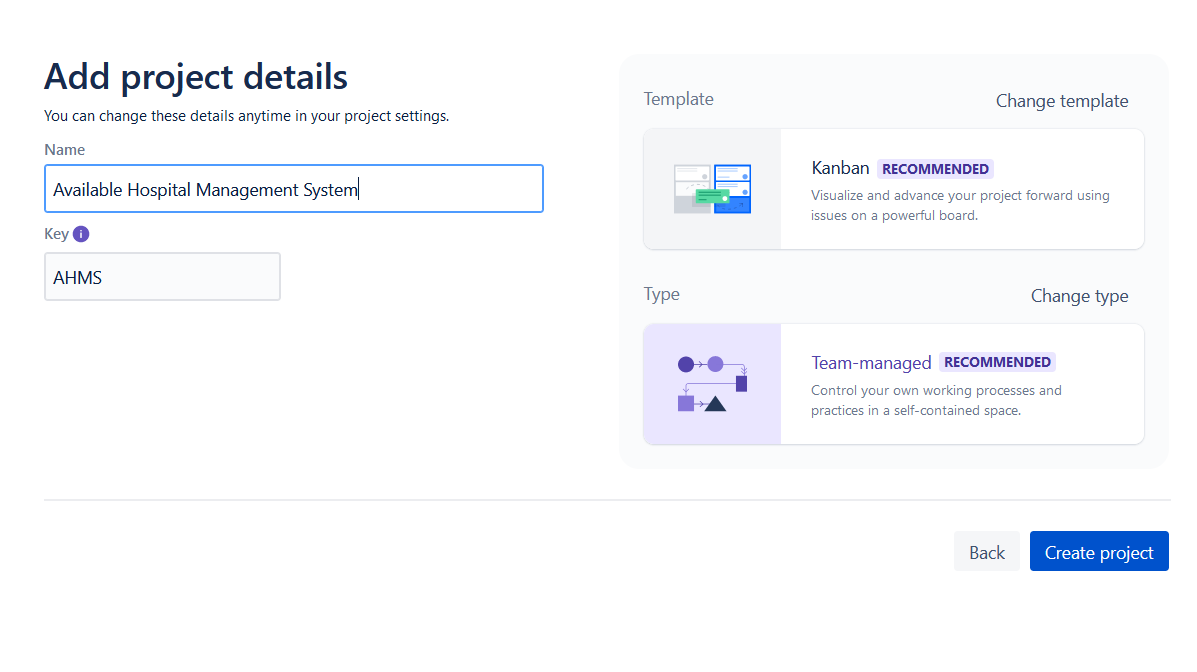 Add project details
You can change these details anytime in your project settings.
Name
Available Hospital Management System
Key
i
AHMS
Template
Change template
Kanban RECOMMENDED
Visualize and advance your project forward using
issues on a powerful board.
Type
Change type
Team-managed RECOMMENDED
Control your own working processes and
practices in a self-contained space.
Back
Create project